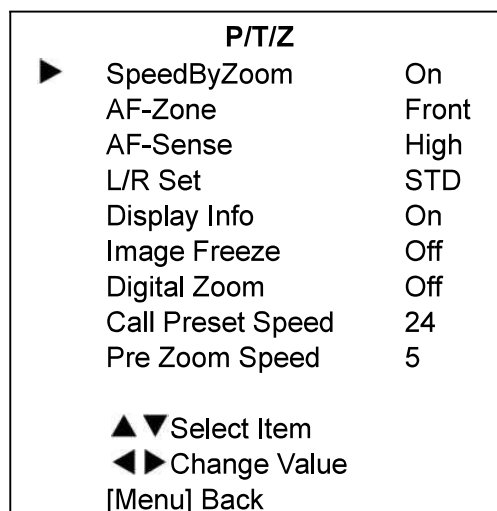 P/T/Z
▶ SpeedByZoom On
AF-Zone Front
AF-Sense High
L/R Set STD
Display Info On
Image Freeze Off
Digital Zoom Off
Call Preset Speed 24
Pre Zoom Speed 5
▲▼Select Item
◀▶Change Value
[Menu] Back